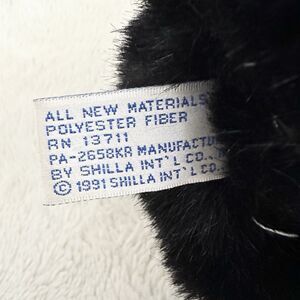 ALL NEW MATERIALS
POLYESTER FIBER
RN 13711
PA-2658KR MANUFACTU
BY SHILLA INT'L CO.,
© 1991 SHILLA INT'L CO.